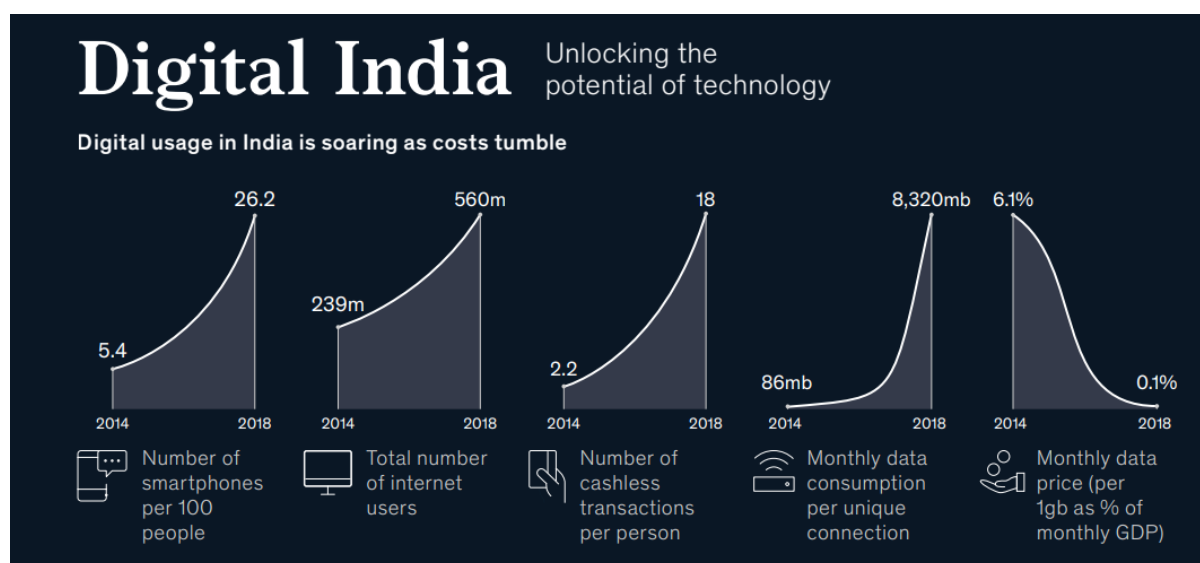 Digital India
Unlocking the
potential of technology
Digital usage in India is soaring as costs tumble
26.2
5.4
2014 2018
Number of
smartphones
per 100
people
560m
239m
2014 2018
Total number
of internet
users
18
2.2
2014 2018
Number of
cashless
transactions
per person
8,320mb
86mb
2014 2018
Monthly data
consumption
per unique
connection
6.1%
0.1%
2014 2018
Monthly data
price (per
1gb as % of
monthly GDP)